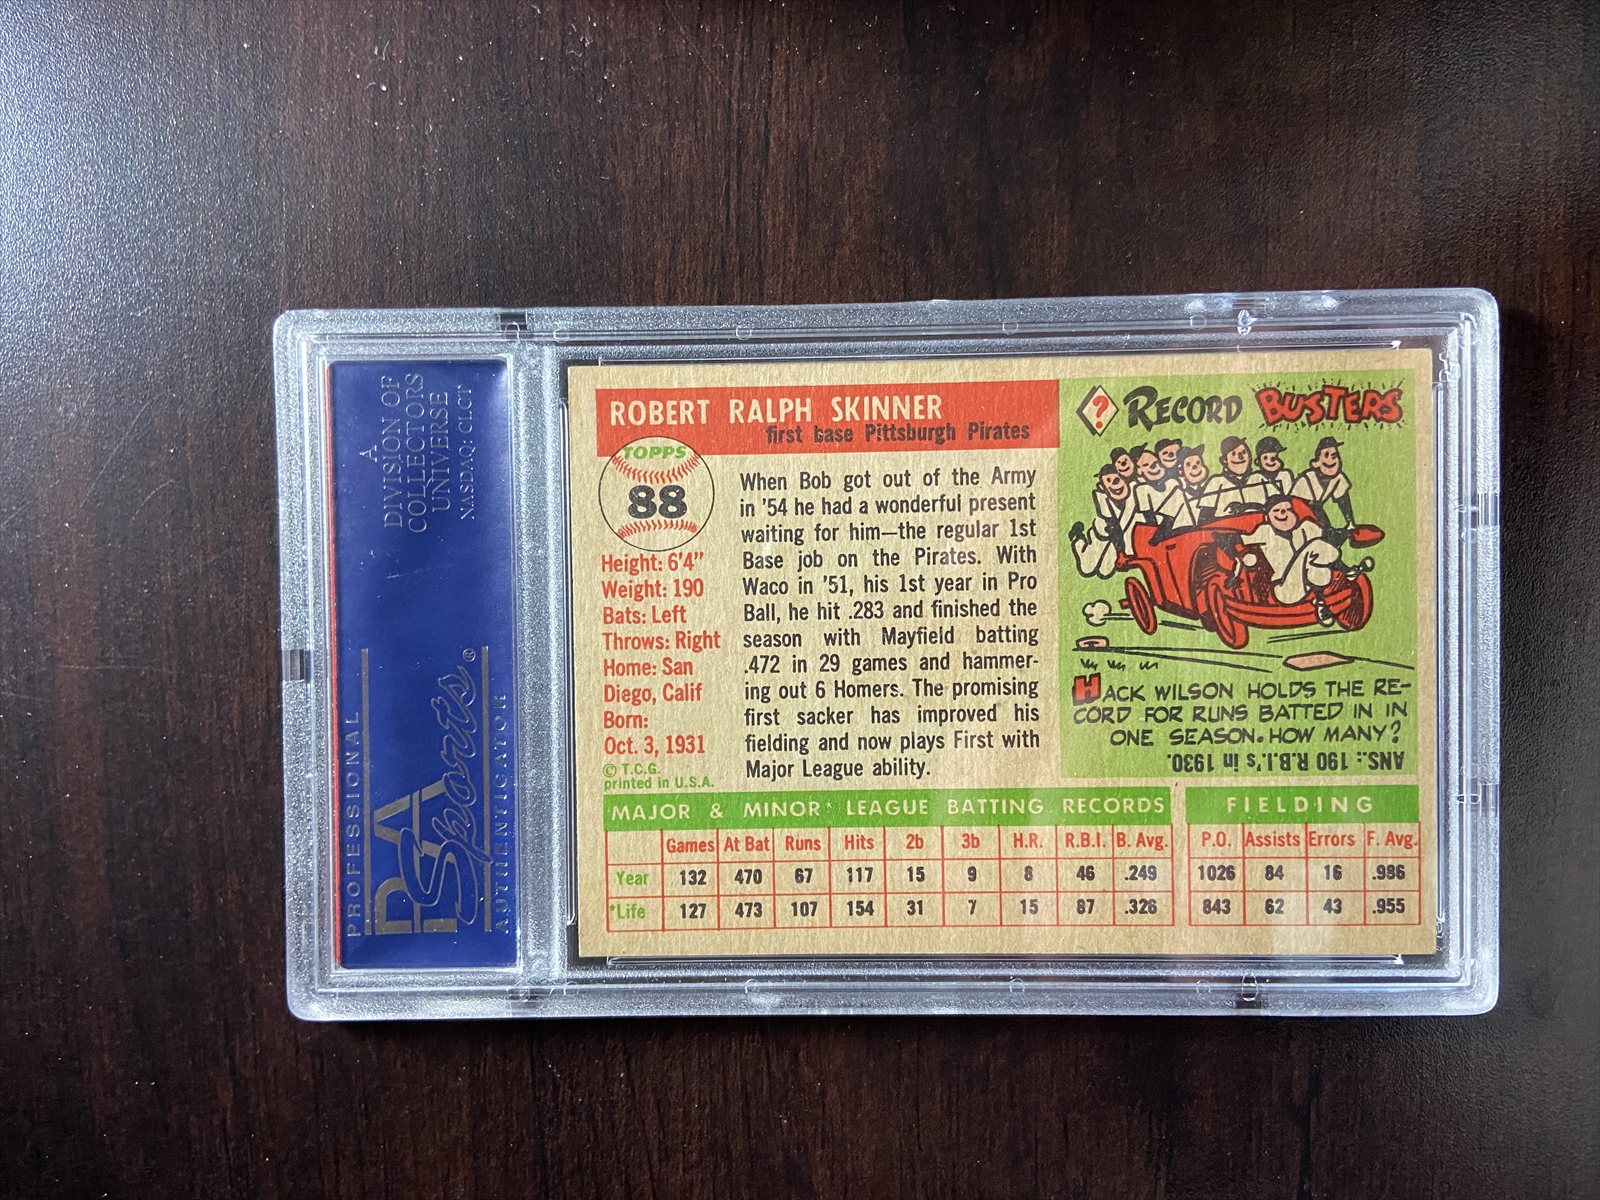 A
DIVISION OF
COLLECTORS
UNIVERSE
NASDAQ: CLCT
PROFESSIONAL
PSA
Sports®
AUTHENTICATOR
ROBERT RALPH SKINNER
first base Pittsburgh Pirates
TOPPS
88
Height: 6'4"
Weight: 190
Bats: Left
Throws: Right
Home: San
Diego, Calif
Born:
Oct. 3, 1931
© T.C.G.
printed in U.S.A.
When Bob got out of the Army
in '54 he had a wonderful present
waiting for him—the regular 1st
Base job on the Pirates. With
Waco in '51, his 1st year in Pro
Ball, he hit .283 and finished the
season with Mayfield batting
.472 in 29 games and hammer-
ing out 6 Homers. The promising
first sacker has improved his
fielding and now plays First with
Major League ability.
? RECORD BUSTERS
HACK WILSON HOLDS THE RE-
CORD FOR RUNS BATTED IN IN
ONE SEASON. HOW MANY?
ANS.: 190 R.B.I.'s in 1930.
MAJOR & MINOR* LEAGUE BATTING RECORDS
Games At Bat Runs Hits 2b 3b H.R. R.B.I. B. Avg.
Year 132 470 67 117 15 9 8 46 .249
*Life 127 473 107 154 31 7 15 87 .326
FIELDING
P.O. Assists Errors F. Avg.
1026 84 16 .986
843 62 43 .955